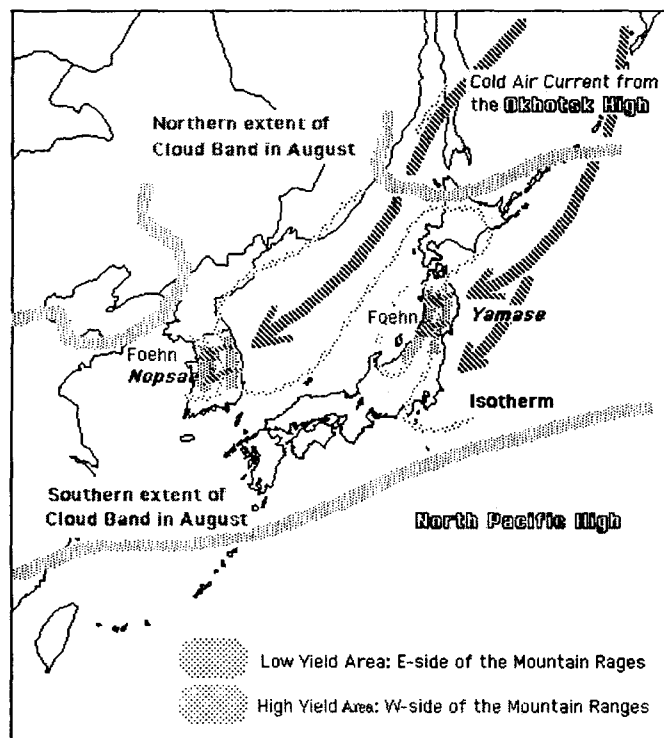 Cold Air Current from
the Okhotsk High
Northern extent of
Cloud Band in August
Foehn
Yamase
Foehn
Nopsae
Isotherm
Southern extent of
Cloud Band in August
North Pacific High
Low Yield Area: E-side of the Mountain Rages
High Yield Area: W-side of the Mountain Ranges